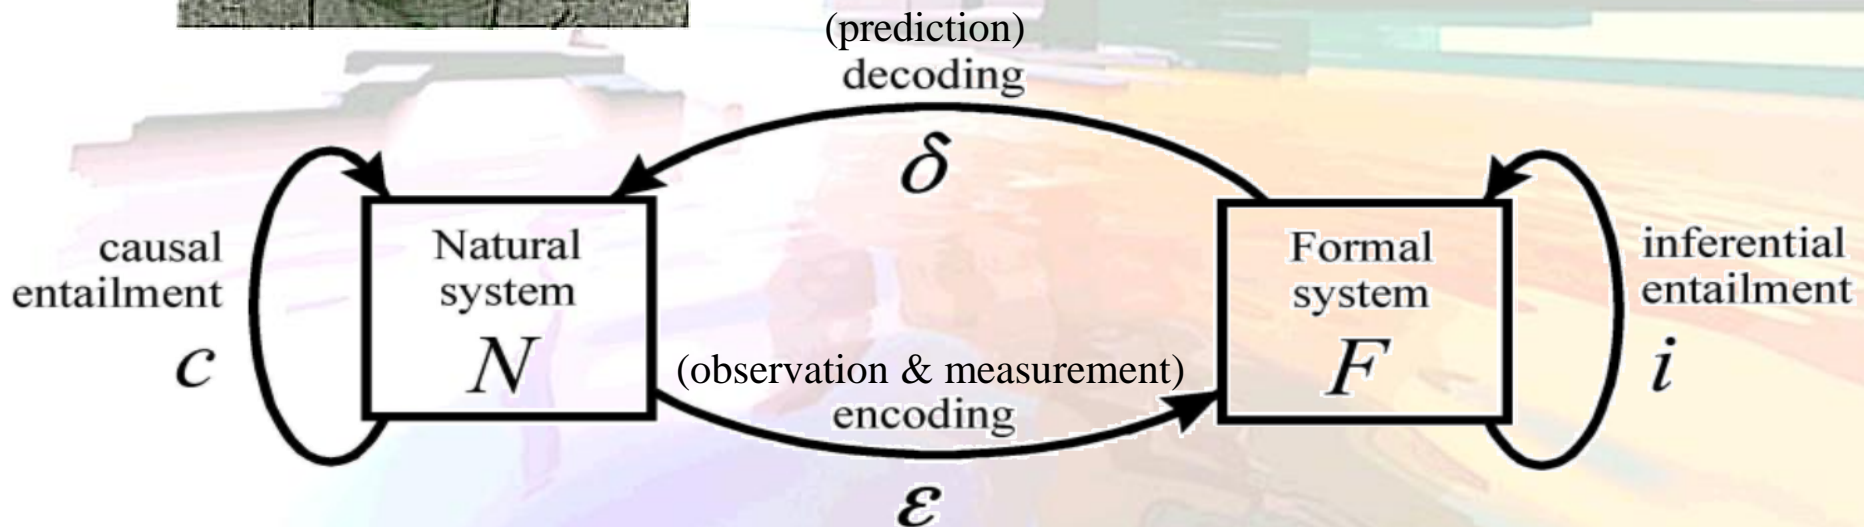 (prediction)
decoding
δ
causal
entailment
c
Natural
system
N
(observation & measurement)
encoding
ε
Formal
system
F
inferential
entailment
i